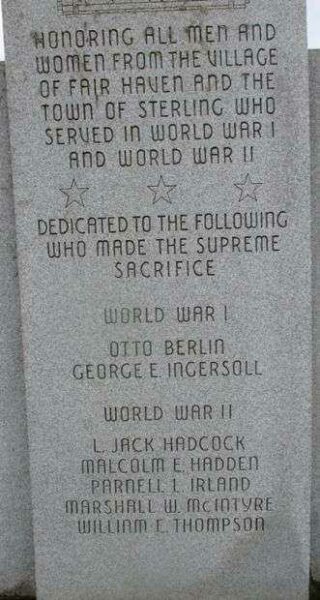 HONORING ALL MEN AND
WOMEN FROM THE VILLAGE
OF FAIR HAVEN AND THE
TOWN OF STERLING WHO
SERVED IN WORLD WAR I
AND WORLD WAR II
DEDICATED TO THE FOLLOWING
WHO MADE THE SUPREME
SACRIFICE
WORLD WAR I
OTTO BERLIN
GEORGE E. INGERSOLL
WORLD WAR II
L. JACK HADCOCK
MALCOLM E. HADDEN
PARNELL L. IRLAND
MARSHALL W. McINTYRE
WILLIAM E. THOMPSON